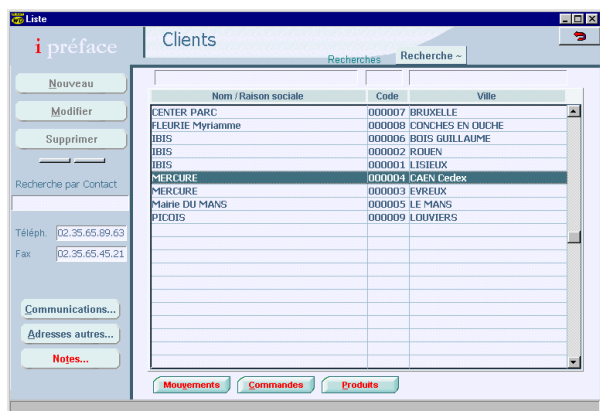 Liste
i préface
Clients
Recherches
Recherche ~
Nouveau
Modifier
Supprimer
Recherche par Contact
Téléph. 02.35.65.89.63
Fax 02.35.65.45.21
Communications...
Adresses autres...
Notes...
Nom / Raison sociale Code Ville
CENTER PARC 000007 BRUXELLE
FLEURIE Myriamme 000008 CONCHES EN OUCHE
IBIS 000006 BOIS GUILLAUME
IBIS 000002 ROUEN
IBIS 000001 LISIEUX
MERCURE 000004 CAEN Cedex
MERCURE 000003 EVREUX
Mairie DU MANS 000005 LE MANS
PICOIS 000009 LOUVIERS
Mouvements Commandes Produits